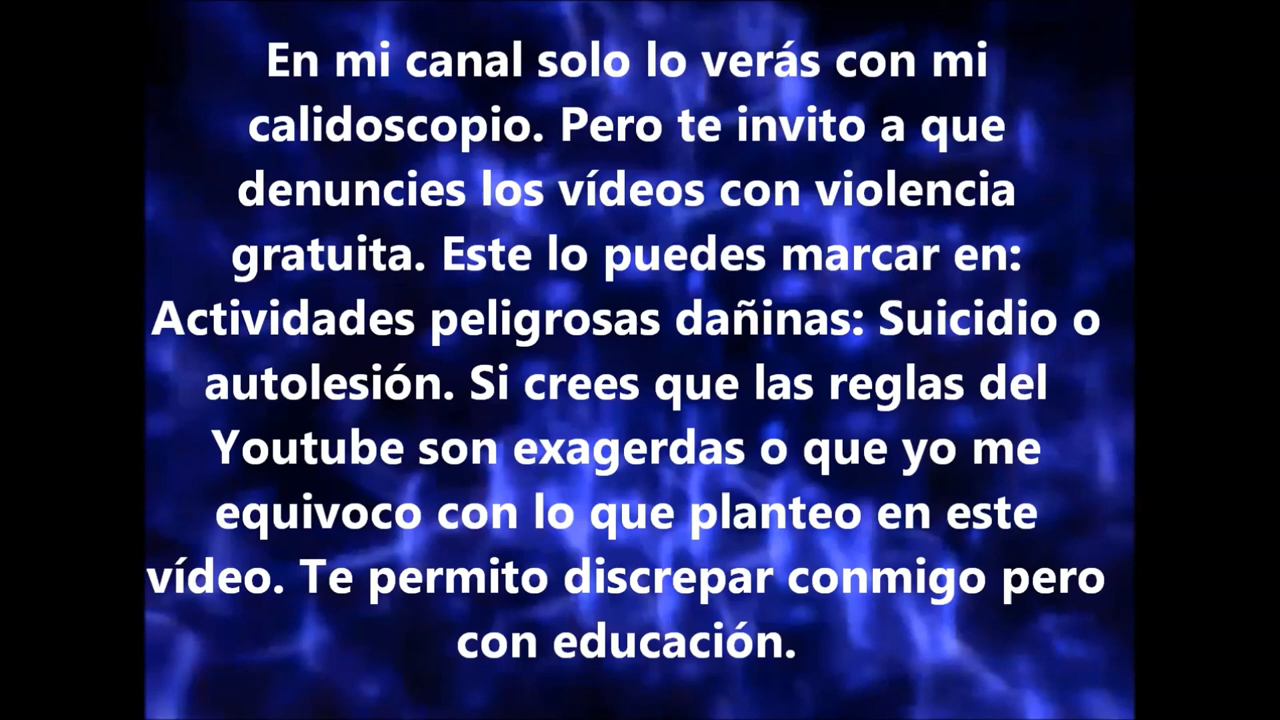 En mi canal solo lo verás con mi
calidoscopio. Pero te invito a que
denuncies los vídeos con violencia
gratuita. Este lo puedes marcar en:
Actividades peligrosas dañinas: Suicidio o
autolesión. Si crees que las reglas del
Youtube son exagerdas o que yo me
equivoco con lo que planteo en este
vídeo. Te permito discrepar conmigo pero
con educación.